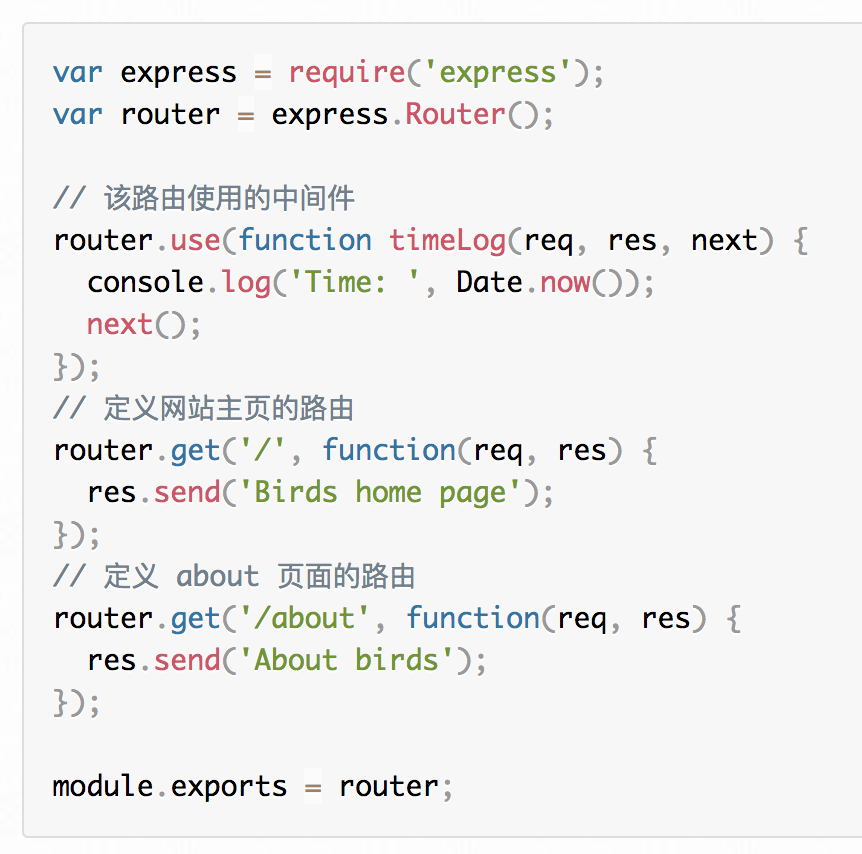 var express = require('express');
var router = express.Router();
// 该路由使用的中间件
router.use(function timeLog(req, res, next) {
  console.log('Time: ', Date.now());
  next();
});
// 定义网站主页的路由
router.get('/', function(req, res) {
  res.send('Birds home page');
});
// 定义 about 页面的路由
router.get('/about', function(req, res) {
  res.send('About birds');
});
module.exports = router;